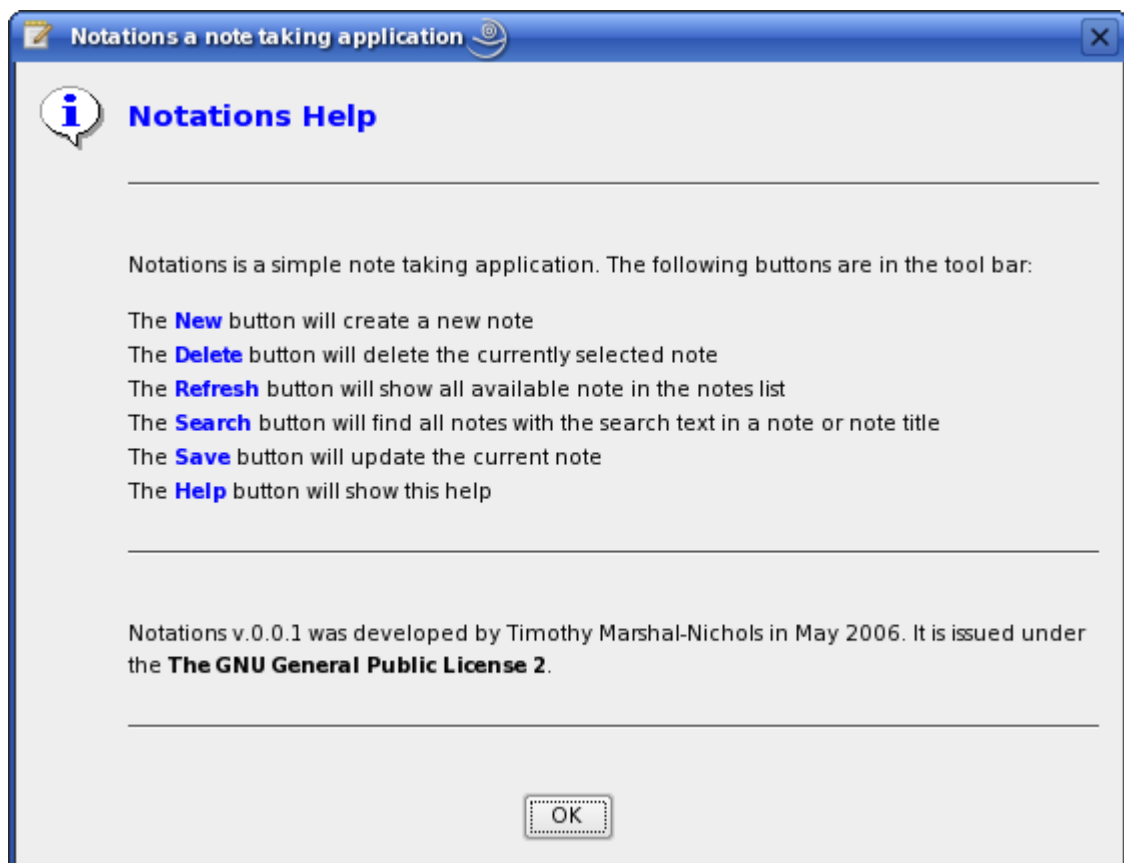 Notations a note taking application
Notations Help
Notations is a simple note taking application. The following buttons are in the tool bar:
The New button will create a new note
The Delete button will delete the currently selected note
The Refresh button will show all available note in the notes list
The Search button will find all notes with the search text in a note or note title
The Save button will update the current note
The Help button will show this help
Notations v.0.0.1 was developed by Timothy Marshal-Nichols in May 2006. It is issued under
the The GNU General Public License 2.
OK